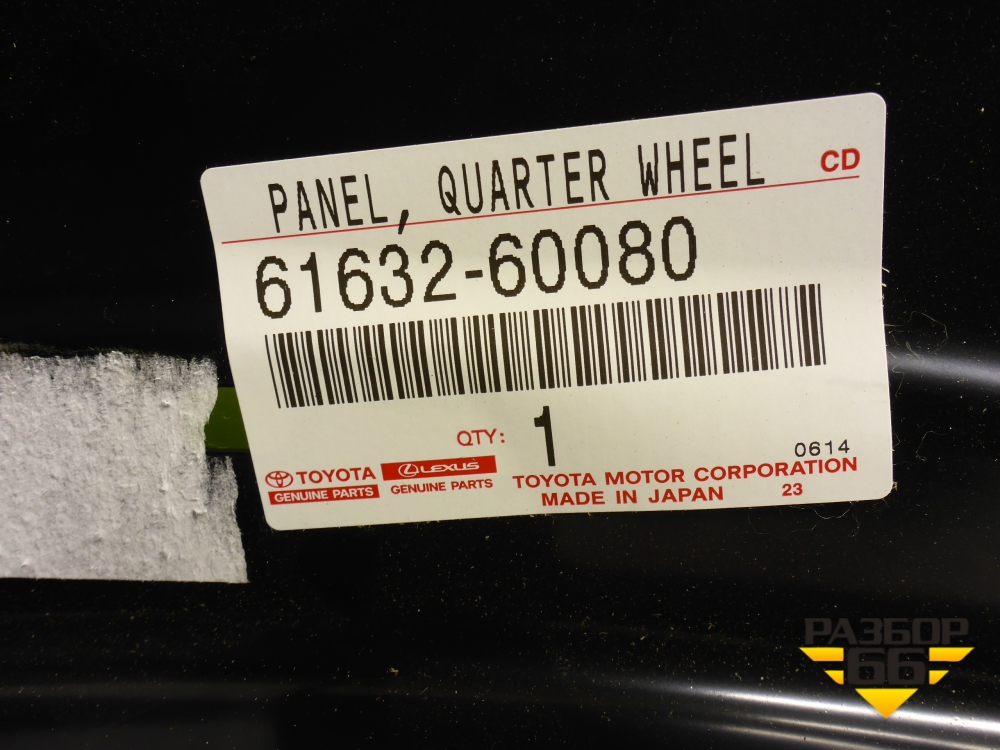 PANEL, QUARTER WHEEL CD
61632-60080
QTY: 1
0614
TOYOTA
GENUINE PARTS
LEXUS
GENUINE PARTS
TOYOTA MOTOR CORPORATION
MADE IN JAPAN 23
РАЗБОР
66